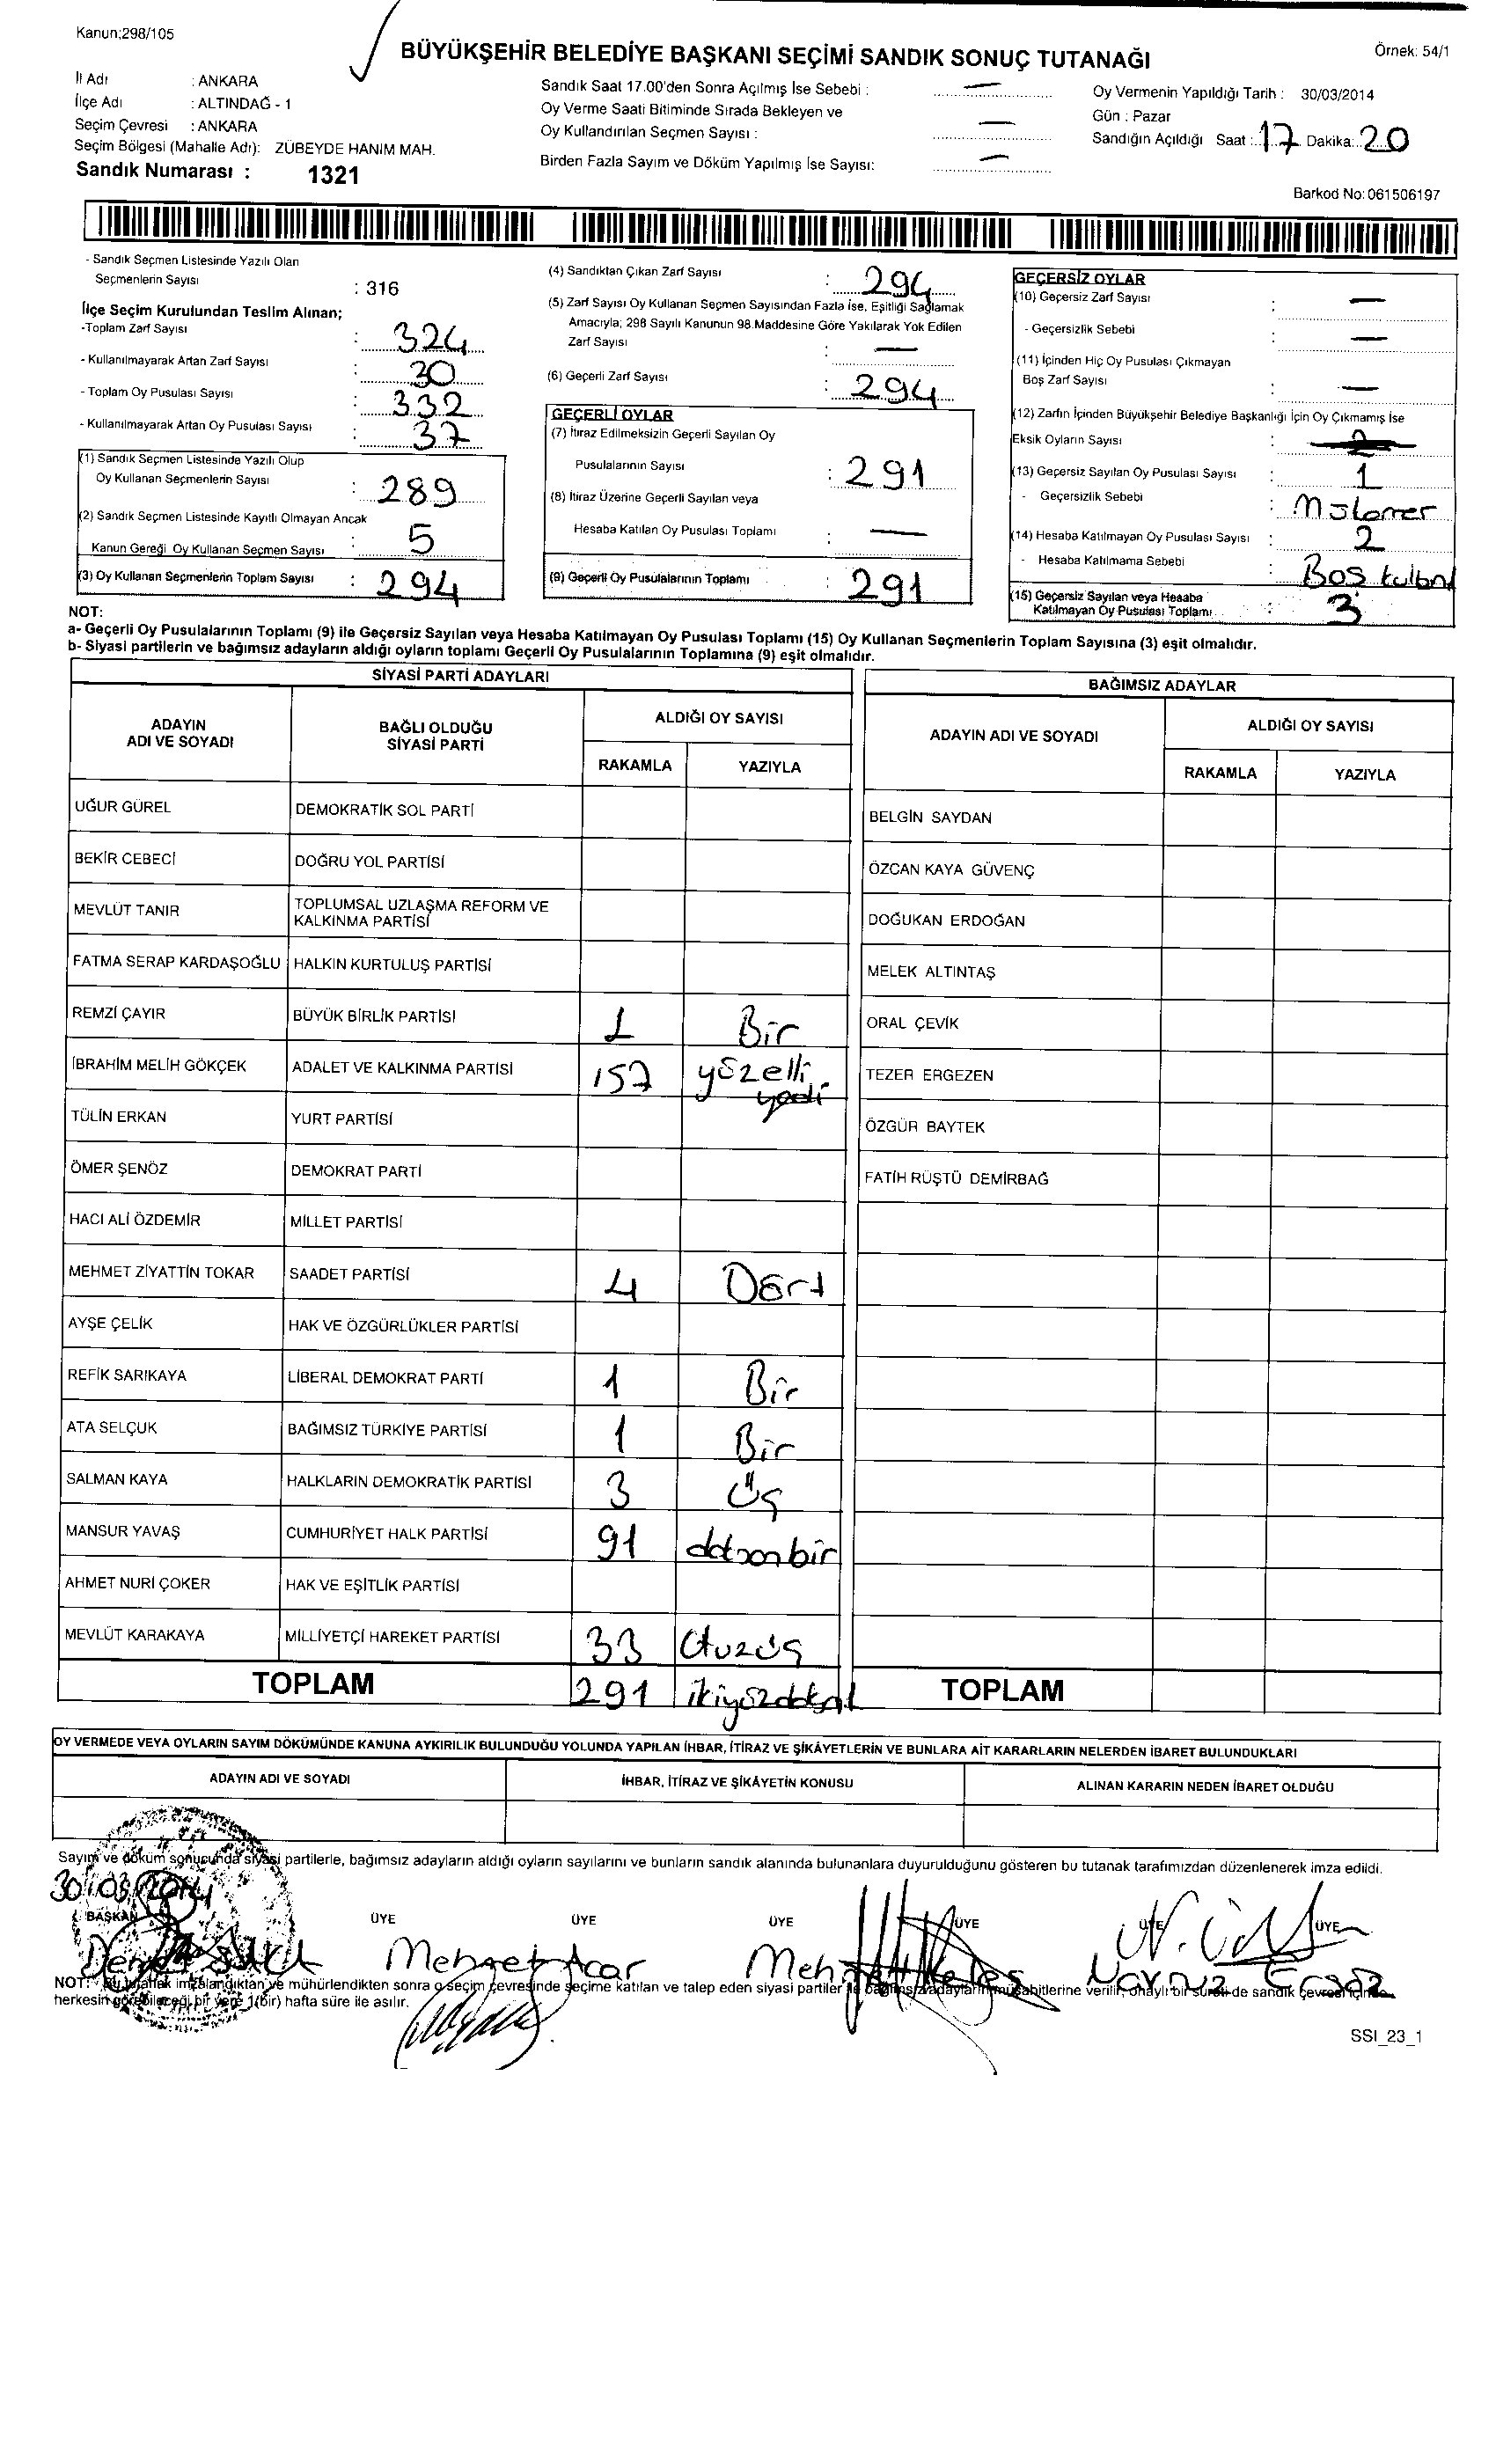 Kanun;298/105
BÜYÜKŞEHİR BELEDİYE BAŞKANI SEÇİMİ SANDIK SONUÇ TUTANAĞI
Örnek: 54/1
İl Adı : ANKARA
İlçe Adı : ALTINDAĞ - 1
Seçim Çevresi : ANKARA
Seçim Bölgesi (Mahalle Adı): ZÜBEYDE HANIM MAH.
Sandık Numarası : 1321
Sandık Saat 17.00'den Sonra Açılmış İse Sebebi : —
Oy Verme Saati Bitiminde Sırada Bekleyen ve
Oy Kullandırılan Seçmen Sayısı : —
Birden Fazla Sayım ve Döküm Yapılmış İse Sayısı: —
Oy Vermenin Yapıldığı Tarih : 30/03/2014
Gün : Pazar
Sandığın Açıldığı Saat : 17 Dakika: 20
Barkod No:061506197
- Sandık Seçmen Listesinde Yazılı Olan
Seçmenlerin Sayısı : 316
İlçe Seçim Kurulundan Teslim Alınan;
-Toplam Zarf Sayısı : 324
- Kullanılmayarak Artan Zarf Sayısı : 30
- Toplam Oy Pusulası Sayısı : 332
- Kullanılmayarak Artan Oy Pusulası Sayısı : 37
(1) Sandık Seçmen Listesinde Yazılı Olup
Oy Kullanan Seçmenlerin Sayısı : 289
(2) Sandık Seçmen Listesinde Kayıtlı Olmayan Ancak
Kanun Gereği Oy Kullanan Seçmen Sayısı : 5
(3) Oy Kullanan Seçmenlerin Toplam Sayısı : 294
(4) Sandıktan Çıkan Zarf Sayısı : 294
(5) Zarf Sayısı Oy Kullanan Seçmen Sayısından Fazla İse, Eşitliği Sağlamak
Amacıyla; 298 Sayılı Kanunun 98.Maddesine Göre Yakılarak Yok Edilen
Zarf Sayısı : —
(6) Geçerli Zarf Sayısı : 294
GEÇERLİ OYLAR
(7) İtiraz Edilmeksizin Geçerli Sayılan Oy
Pusulalarının Sayısı : 291
(8) İtiraz Üzerine Geçerli Sayılan veya
Hesaba Katılan Oy Pusulası Toplamı : —
(9) Geçerli Oy Pusulalarının Toplamı : 291
GEÇERSİZ OYLAR
(10) Geçersiz Zarf Sayısı : —
- Geçersizlik Sebebi : —
(11) İçinden Hiç Oy Pusulası Çıkmayan
Boş Zarf Sayısı : —
(12) Zarfın İçinden Büyükşehir Belediye Başkanlığı İçin Oy Çıkmamış İse
Eksik Oyların Sayısı : 2
(13) Geçersiz Sayılan Oy Pusulası Sayısı : 1
- Geçersizlik Sebebi :
(14) Hesaba Katılmayan Oy Pusulası Sayısı : 2
- Hesaba Katılmama Sebebi : Boş
(15) Geçersiz Sayılan veya Hesaba
Katılmayan Oy Pusulası Toplamı : 3
NOT:
a- Geçerli Oy Pusulalarının Toplamı (9) ile Geçersiz Sayılan veya Hesaba Katılmayan Oy Pusulası Toplamı (15) Oy Kullanan Seçmenlerin Toplam Sayısına (3) eşit olmalıdır.
b- Siyasi partilerin ve bağımsız adayların aldığı oyların toplamı Geçerli Oy Pusulalarının Toplamına (9) eşit olmalıdır.
SİYASİ PARTİ ADAYLARI
ADAYIN ADI VE SOYADI
BAĞLI OLDUĞU SİYASİ PARTİ
ALDIĞI OY SAYISI
RAKAMLA YAZIYLA
UĞUR GÜREL DEMOKRATİK SOL PARTİ
BEKİR CEBECİ DOĞRU YOL PARTİSİ
MEVLÜT TANIR TOPLUMSAL UZLAŞMA REFORM VE KALKINMA PARTİSİ
FATMA SERAP KARDAŞOĞLU HALKIN KURTULUŞ PARTİSİ
REMZİ ÇAYIR BÜYÜK BİRLİK PARTİSİ 1 Bir
İBRAHİM MELİH GÖKÇEK ADALET VE KALKINMA PARTİSİ 157 yüzelli yedi
TÜLİN ERKAN YURT PARTİSİ
ÖMER ŞENÖZ DEMOKRAT PARTİ
HACI ALİ ÖZDEMİR MİLLET PARTİSİ
MEHMET ZİYATTİN TOKAR SAADET PARTİSİ 4 Dört
AYŞE ÇELİK HAK VE ÖZGÜRLÜKLER PARTİSİ
REFİK SARIKAYA LİBERAL DEMOKRAT PARTİ 1 Bir
ATA SELÇUK BAĞIMSIZ TÜRKİYE PARTİSİ 1 Bir
SALMAN KAYA HALKLARIN DEMOKRATİK PARTİSİ 3 Üç
MANSUR YAVAŞ CUMHURİYET HALK PARTİSİ 91 doksanbir
AHMET NURİ ÇOKER HAK VE EŞİTLİK PARTİSİ
MEVLÜT KARAKAYA MİLLİYETÇİ HAREKET PARTİSİ 33 Otuzüç
TOPLAM 291
BAĞIMSIZ ADAYLAR
ADAYIN ADI VE SOYADI
ALDIĞI OY SAYISI
RAKAMLA YAZIYLA
BELGİN SAYDAN
ÖZCAN KAYA GÜVENÇ
DOĞUKAN ERDOĞAN
MELEK ALTINTAŞ
ORAL ÇEVİK
TEZER ERGEZEN
ÖZGÜR BAYTEK
FATİH RÜŞTÜ DEMİRBAĞ
TOPLAM
OY VERMEDE VEYA OYLARIN SAYIM DÖKÜMÜNDE KANUNA AYKIRILIK BULUNDUĞU YOLUNDA YAPILAN İHBAR, İTİRAZ VE ŞİKÂYETLERİN VE BUNLARA AİT KARARLARIN NELERDEN İBARET BULUNDUKLARI
ADAYIN ADI VE SOYADI
İHBAR, İTİRAZ VE ŞİKÂYETİN KONUSU
ALINAN KARARIN NEDEN İBARET OLDUĞU
Sayım ve döküm sonucunda siyasi partilerle, bağımsız adayların aldığı oyların sayılarını ve bunların sandık alanında bulunanlara duyurulduğunu gösteren bu tutanak tarafımızdan düzenlenerek imza edildi.
30/03/2014
BAŞKAN ÜYE ÜYE ÜYE ÜYE ÜYE ÜYE
Mehmet Acar
Mehmet Keleş
NOT: Bu tutanak imzalandıktan ve mühürlendikten sonra o seçim çevresinde seçime katılan ve talep eden siyasi partiler ile bağımsız adayların müşahitlerine verilir, onaylı bir sureti de sandık çevresi içinde
herkesin görebileceği bir yere 1(bir) hafta süre ile asılır.
SSI_23_1